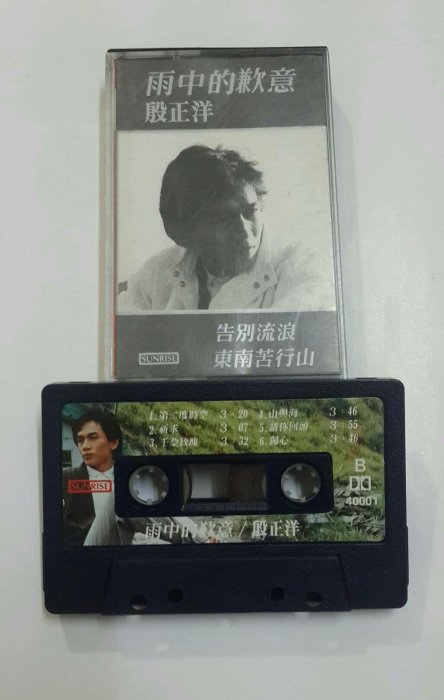 雨中的歉意
殷正洋
告別流浪
SUNRISE 東南苦行山
1. 第二度時空 3:20 4. 山與海 3:46
2. 祈求 3:07 5. 請你回頭 3:55
3. 千朵玫瑰 3:32 6. 歸心 3:46
SUNRISE
B
40001
雨中的歉意 / 殷正洋